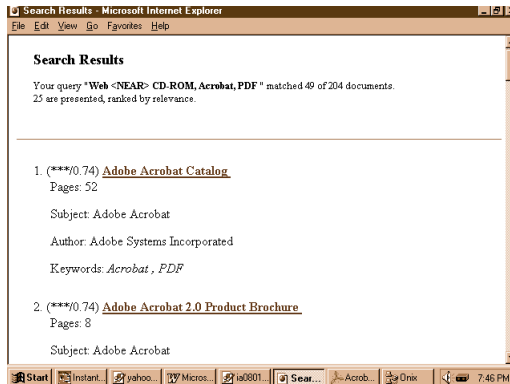 Search Results - Microsoft Internet Explorer
File Edit View Go Favorites Help
Search Results
Your query "Web <NEAR> CD-ROM, Acrobat, PDF " matched 49 of 204 documents.
25 are presented, ranked by relevance.
1. (***/0.74) Adobe Acrobat Catalog
Pages: 52
Subject: Adobe Acrobat
Author: Adobe Systems Incorporated
Keywords: Acrobat , PDF
2. (***/0.74) Adobe Acrobat 2.0 Product Brochure
Pages: 8
Subject: Adobe Acrobat
Start Instant... yahoo... Micros... ia0801... Sear... Acrob... Onix 7:46 PM